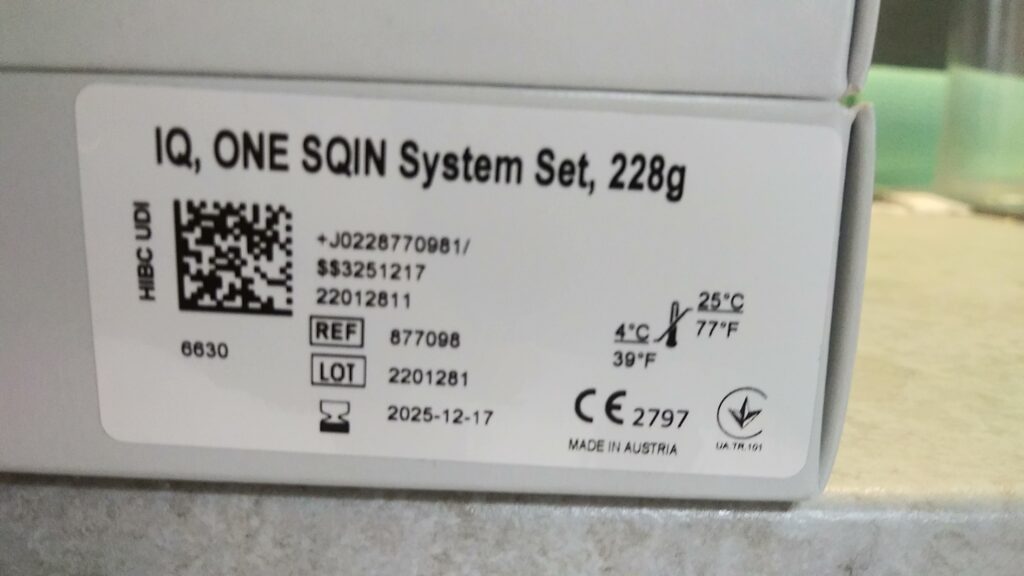 IQ, ONE SQIN System Set, 228g
HIBC UDI
+J0228770981/
$$3251217
22012811
6630
REF 877098
LOT 2201281
2025-12-17
25°C
77°F
4°C
39°F
CE 2797
UA.TR.101
MADE IN AUSTRIA